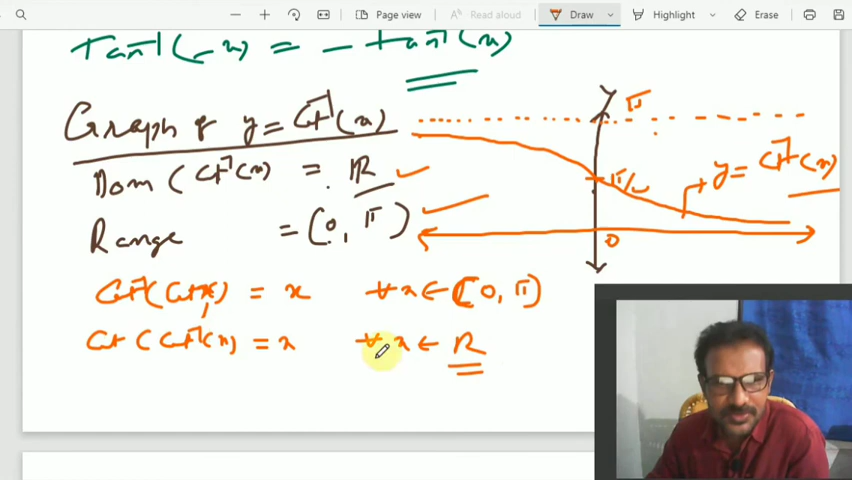 Page view
Read aloud
Draw
Highlight
Erase
Tan⁻¹(-x) = - tan⁻¹(x)
Graph of y = Cot⁻¹(x)
Dom (Cot⁻¹(x) = R
Range = (0, π)
Cot⁻¹(Cotx) = x ∀ x ∈ (0, π)
Cot (Cot⁻¹(x) = x ∀ x ∈ R
y
π
π/2
y = Cot⁻¹(x)
0